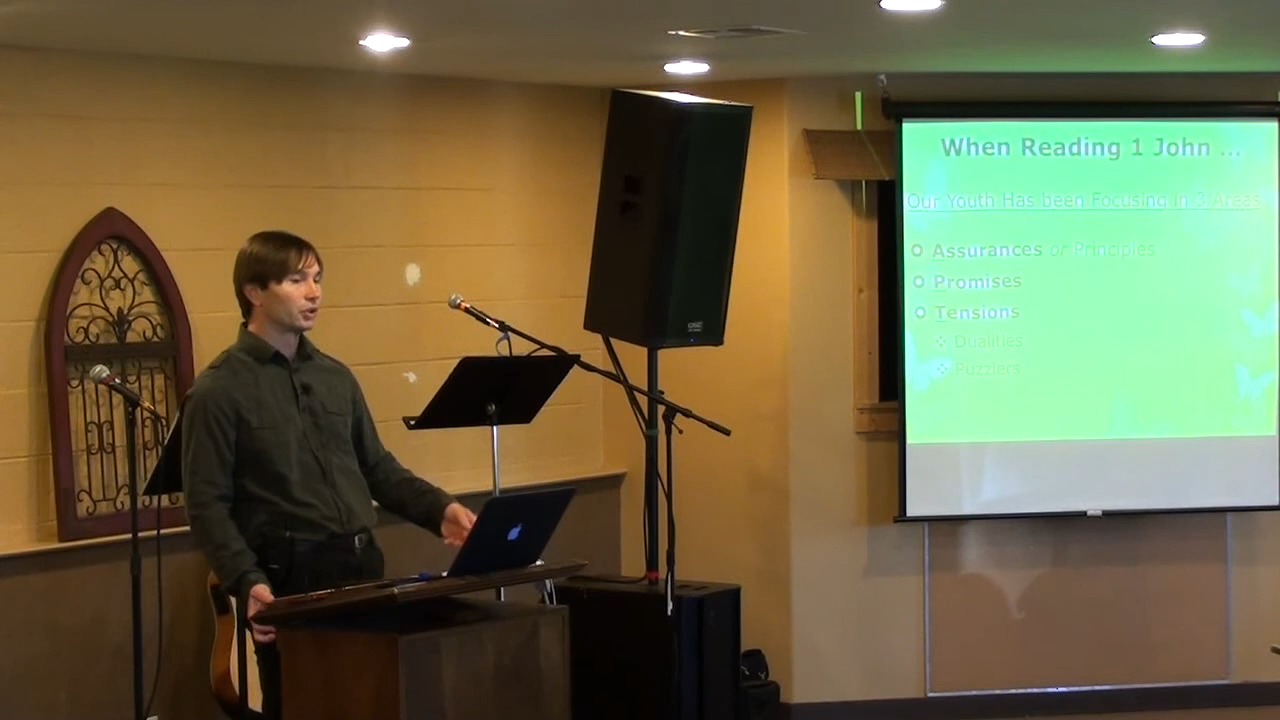 When Reading 1 John ...
Our Youth Has been Focusing in 3 Areas
Assurances or Principles
Promises
Tensions
Dualities
Puzzlers